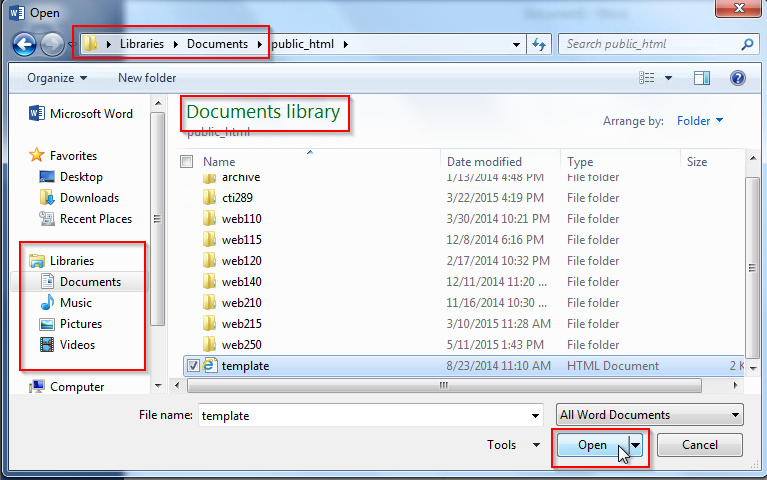 Open
Libraries Documents public_html
Search public_html
Organize New folder
Microsoft Word
Favorites
Desktop
Downloads
Recent Places
Libraries
Documents
Music
Pictures
Videos
Computer
Documents library
public_html
Arrange by: Folder
Name Date modified Type Size
archive 1/13/2014 4:48 PM File folder
cti289 3/22/2015 4:19 PM File folder
web110 3/30/2014 10:21 PM File folder
web115 12/8/2014 6:16 PM File folder
web120 2/17/2014 10:32 PM File folder
web140 12/11/2014 11:20 ... File folder
web210 11/16/2014 10:30 ... File folder
web215 3/10/2015 11:28 AM File folder
web250 5/11/2015 1:43 PM File folder
template 8/23/2014 11:10 AM HTML Document 2 K
File name: template All Word Documents
Tools Open Cancel